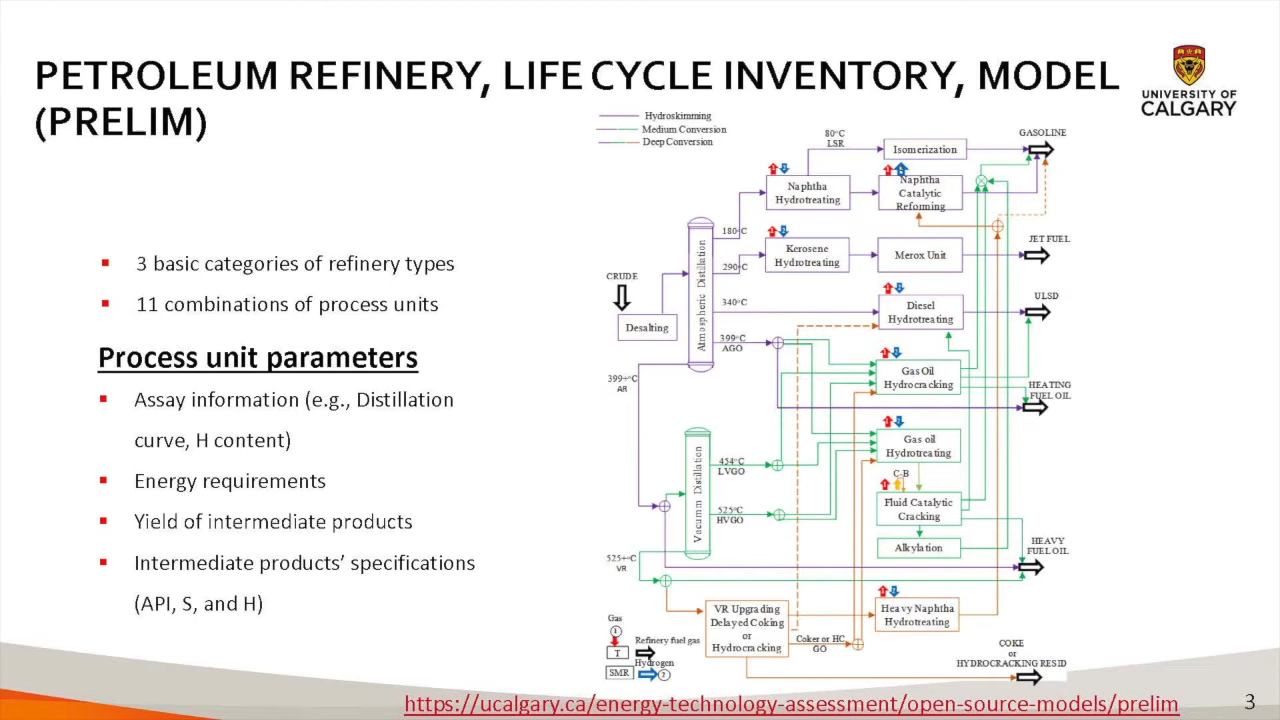 PETROLEUM REFINERY, LIFE CYCLE INVENTORY, MODEL
(PRELIM)
UNIVERSITY OF
CALGARY
3 basic categories of refinery types
11 combinations of process units
Process unit parameters
Assay information (e.g., Distillation
curve, H content)
Energy requirements
Yield of intermediate products
Intermediate products' specifications
(API, S, and H)
Hydroskimming
Medium Conversion
Deep Conversion
80°C
LSR
Isomerization
GASOLINE
Naphtha
Hydrotreating
Naphtha
Catalytic
Reforming
180°C
Kerosene
Hydrotreating
Merox Unit
JET FUEL
290°C
CRUDE
Desalting
Atmospheric Distillation
340°C
Diesel
Hydrotreating
ULSD
399°C
AGO
399+°C
AR
Gas Oil
Hydrocracking
HEATING
FUEL OIL
Vacuum Distillation
454°C
LVGO
Gas oil
Hydrotreating
C-B
525°C
HVGO
Fluid Catalytic
Cracking
Alkylation
HEAVY
FUEL OIL
525+°C
VR
VR Upgrading
Delayed Coking
or
Hydrocracking
Coker or HC
GO
Heavy Naphtha
Hydrotreating
COKE
or
HYDROCRACKING RESID
Gas
1
T
Refinery fuel gas
SMR
Hydrogen
2
https://ucalgary.ca/energy-technology-assessment/open-source-models/prelim
3